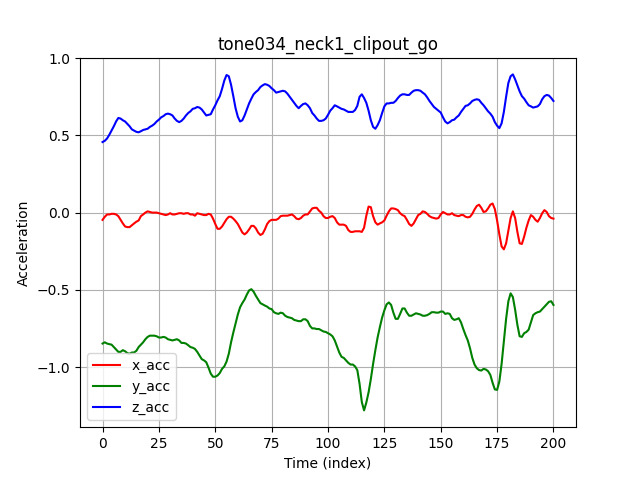 tone034_neck1_clipout_go
1.0
0.5
0.0
−0.5
−1.0
Acceleration
x_acc
y_acc
z_acc
0 25 50 75 100 125 150 175 200
Time (index)